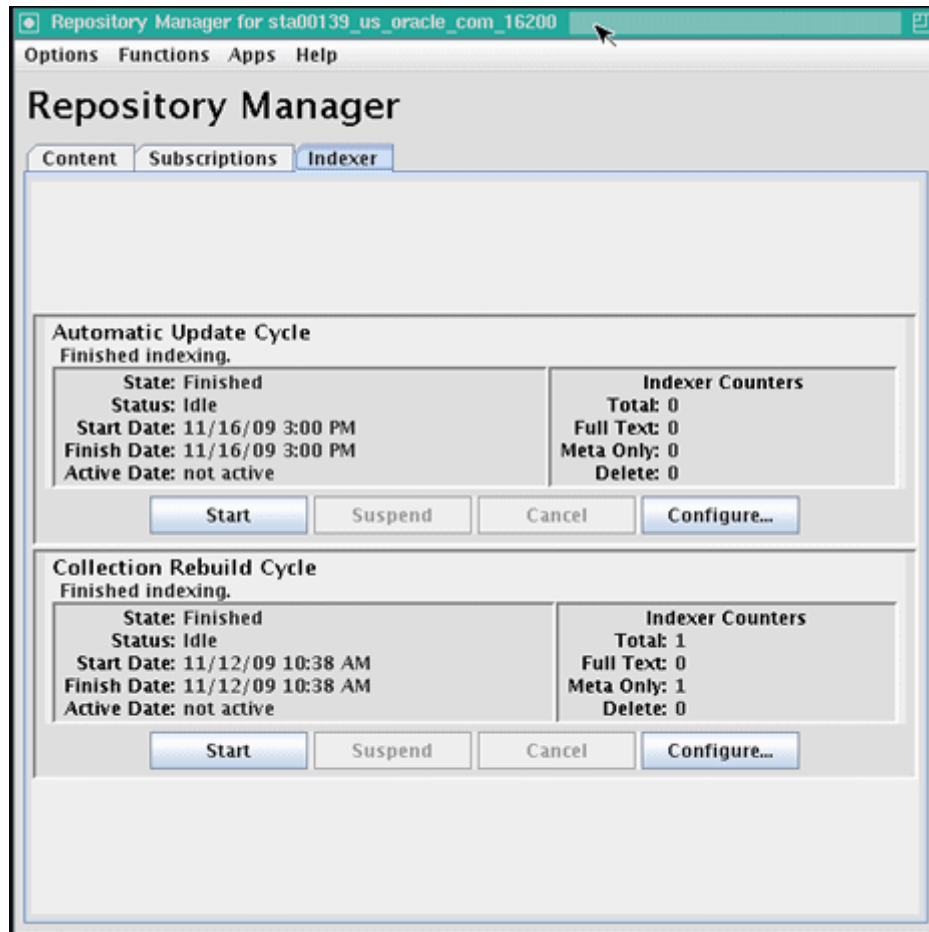 Repository Manager for sta00139_us_oracle_com_16200
Options Functions Apps Help
Repository Manager
Content Subscriptions Indexer
Automatic Update Cycle
Finished indexing.
State: Finished
Status: Idle
Start Date: 11/16/09 3:00 PM
Finish Date: 11/16/09 3:00 PM
Active Date: not active
Indexer Counters
Total: 0
Full Text: 0
Meta Only: 0
Delete: 0
Start Suspend Cancel Configure...
Collection Rebuild Cycle
Finished indexing.
State: Finished
Status: Idle
Start Date: 11/12/09 10:38 AM
Finish Date: 11/12/09 10:38 AM
Active Date: not active
Indexer Counters
Total: 1
Full Text: 0
Meta Only: 1
Delete: 0
Start Suspend Cancel Configure...